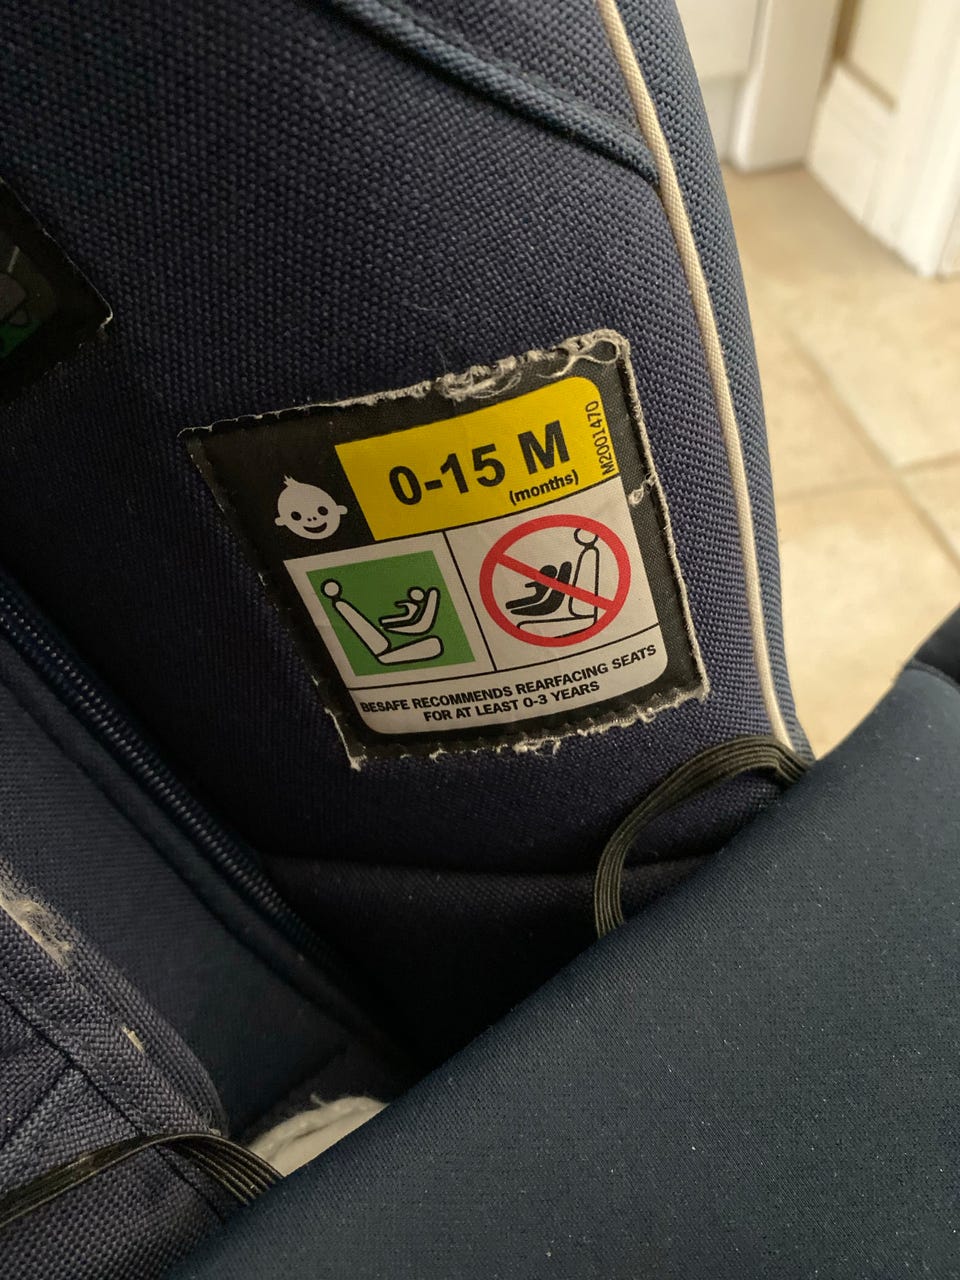 0-15 M
(months)
M2001470
BESAFE RECOMMENDS REARFACING SEATS
FOR AT LEAST 0-3 YEARS